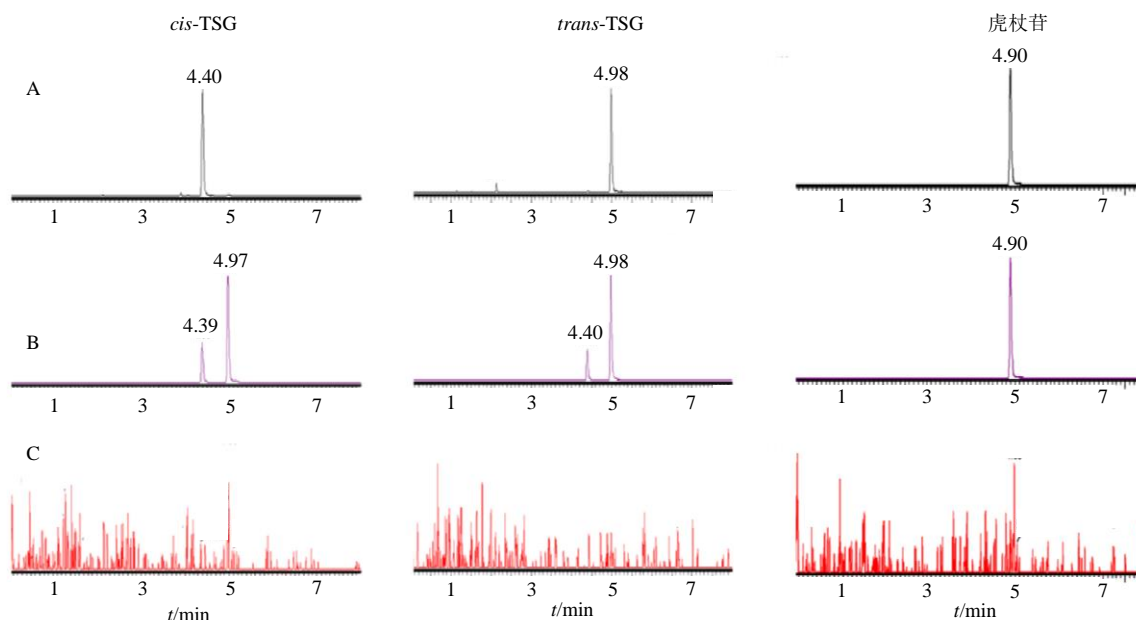 cis-TSG trans-TSG 虎杖苷
A 4.40 4.98 4.90
1 3 5 7 1 3 5 7 1 3 5 7
4.97 4.98 4.90
B 4.39 4.40
1 3 5 7 1 3 5 7 1 3 5 7
C
1 3 5 7 1 3 5 7 1 3 5 7
t/min t/min t/min